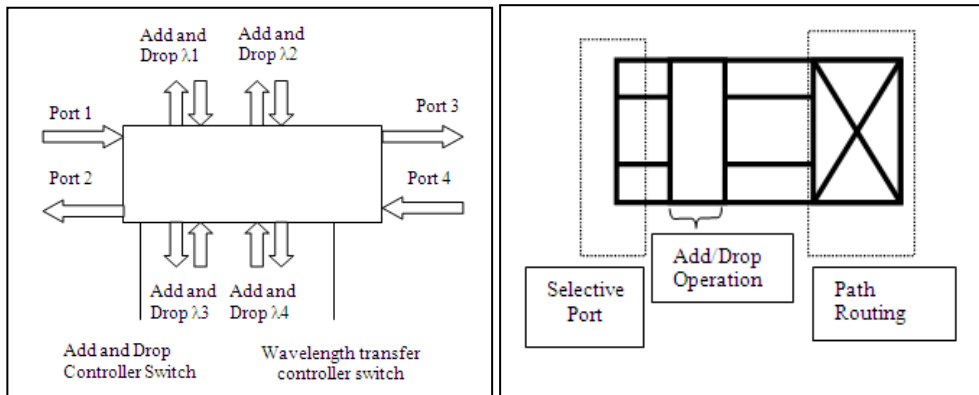 Add and
Drop λ1
Add and
Drop λ2
Port 1
Port 3
Port 2
Port 4
Add and
Drop λ3
Add and
Drop λ4
Add and Drop
Controller Switch
Wavelength transfer
controller switch
Selective
Port
Add/Drop
Operation
Path
Routing